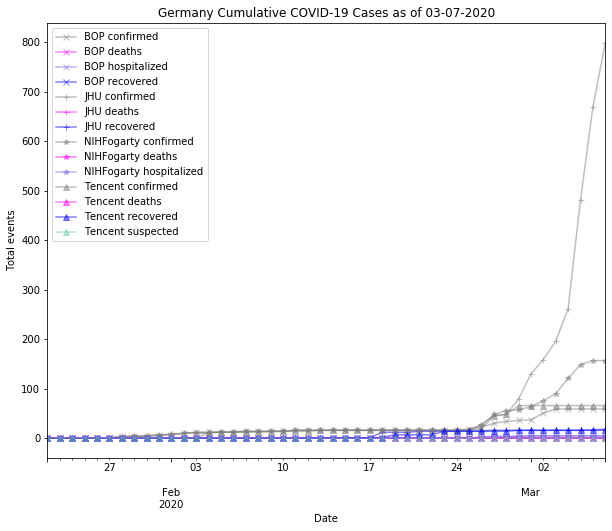 Germany Cumulative COVID-19 Cases as of 03-07-2020
BOP confirmed
BOP deaths
BOP hospitalized
BOP recovered
JHU confirmed
JHU deaths
JHU recovered
NIHFogarty confirmed
NIHFogarty deaths
NIHFogarty hospitalized
Tencent confirmed
Tencent deaths
Tencent recovered
Tencent suspected
Total events
800
700
600
500
400
300
200
100
0
27 03 10 17 24 02
Feb Mar
2020
Date